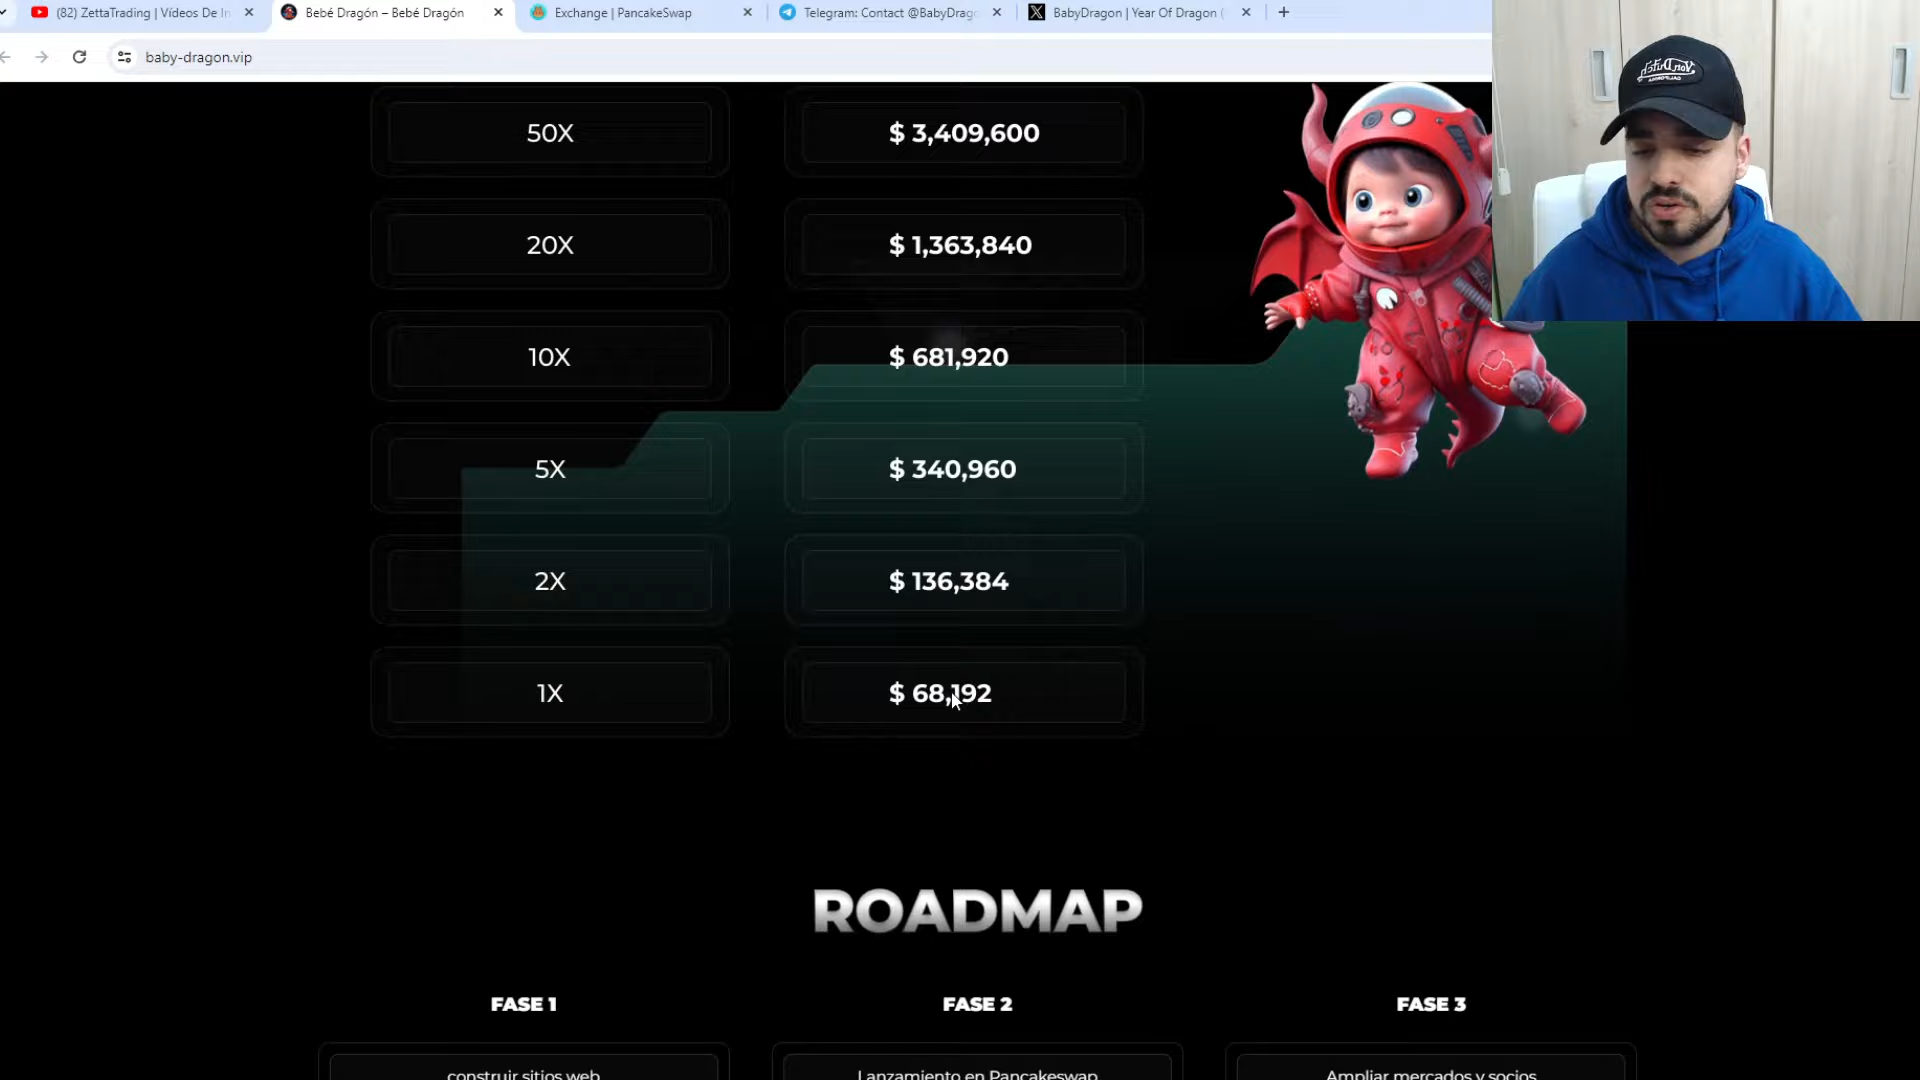 (82) ZettaTrading | Vídeos De In
Bebé Dragón – Bebé Dragón
Exchange | PancakeSwap
Telegram: Contact @BabyDrago
BabyDragon | Year Of Dragon (
baby-dragon.vip
50X
$ 3,409,600
20X
$ 1,363,840
10X
$ 681,920
5X
$ 340,960
2X
$ 136,384
1X
$ 68,192
ROADMAP
FASE 1
FASE 2
FASE 3
construir sitios web
Lanzamiento en Pancakeswap
Ampliar mercados y socios